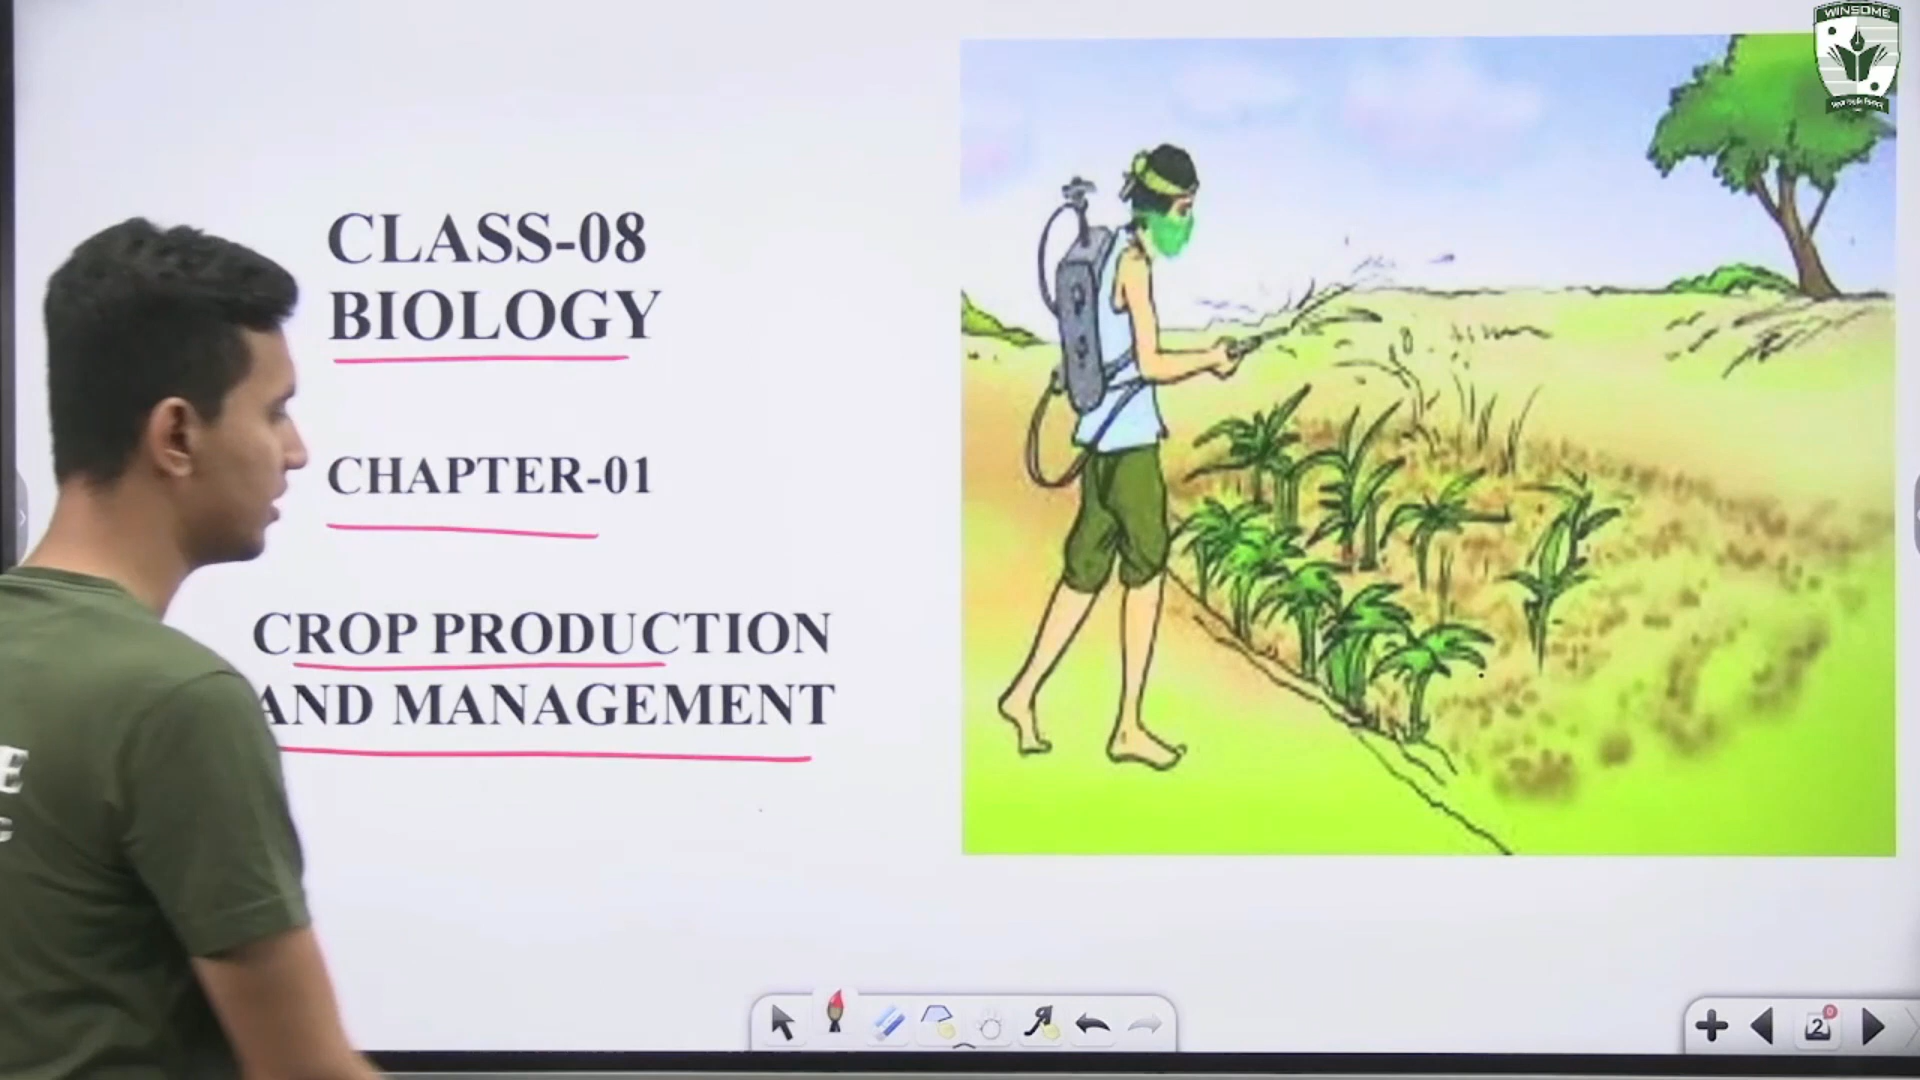 WINSOME
CLASS-08
BIOLOGY
CHAPTER-01
CROP PRODUCTION
AND MANAGEMENT
E
C
2